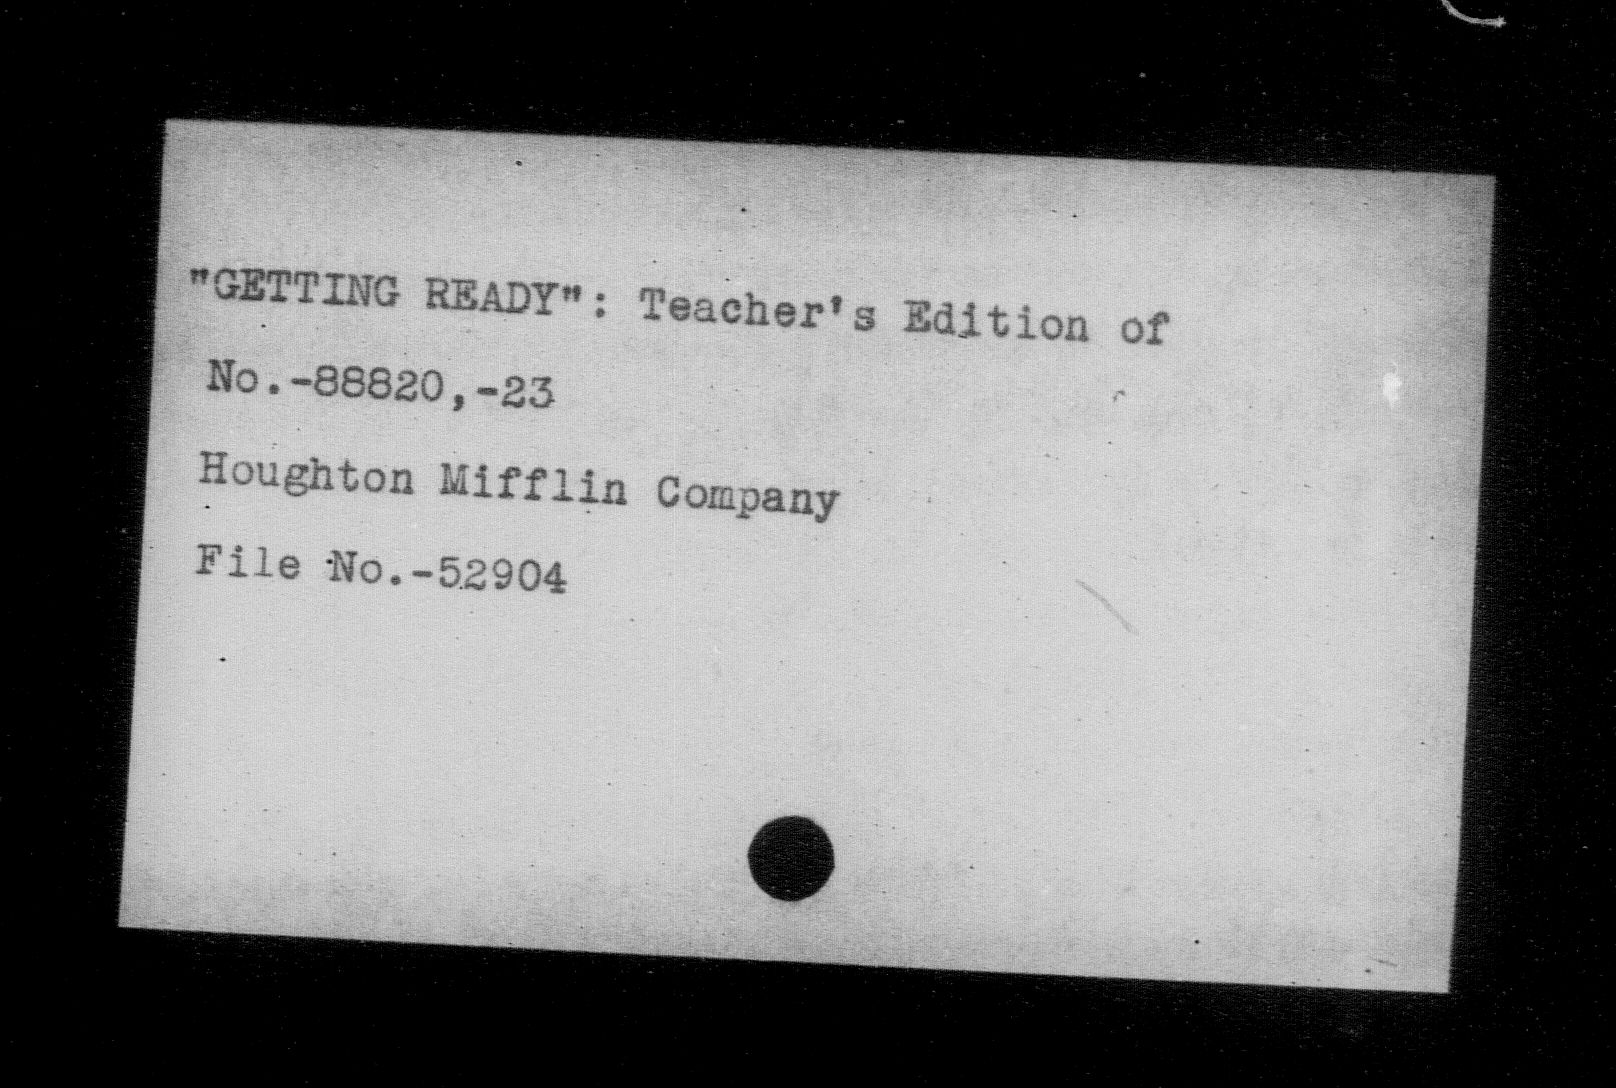 "GETTING READY": Teacher's Edition of
No.-88820,-23
Houghton Mifflin Company
File No.-52904